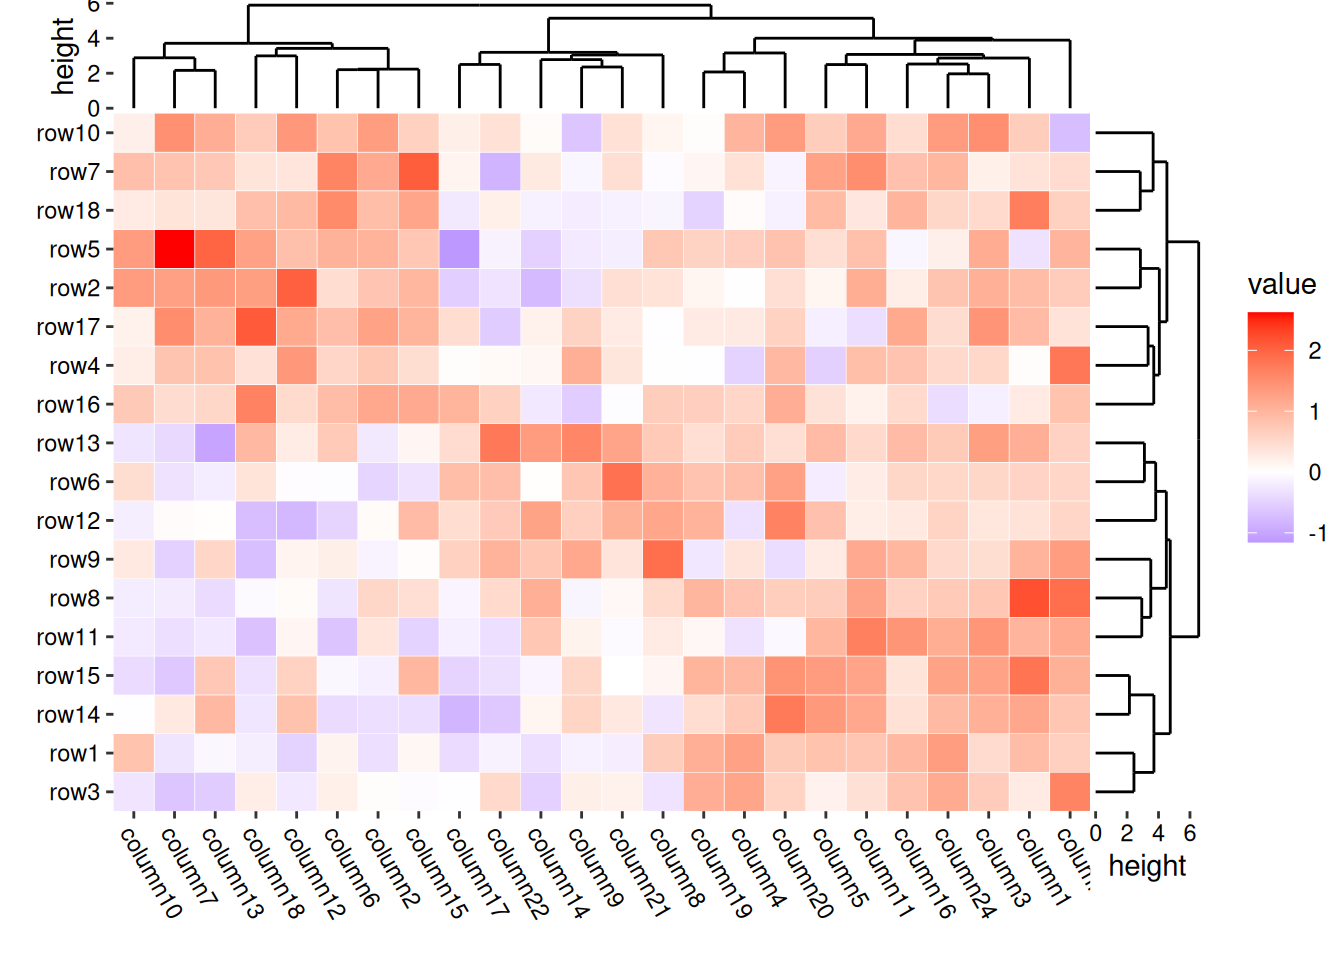 height
6
4
2
0
row10
row7
row18
row5
row2
row17
row4
row16
row13
row6
row12
row9
row8
row11
row15
row14
row1
row3
column10
column7
column13
column18
column12
column6
column2
column15
column17
column22
column14
column9
column21
column8
column19
column4
column20
column5
column11
column16
column24
column3
column1
0 2 4 6
height
value
2
1
0
-1